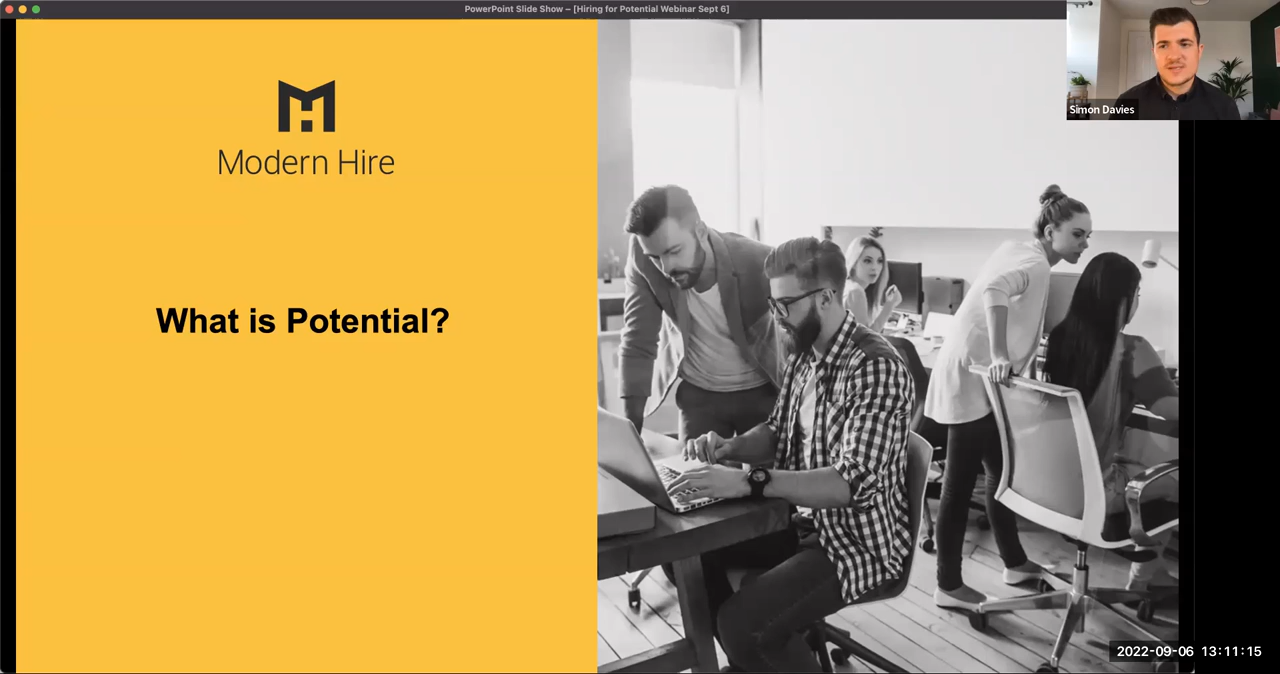 PowerPoint Slide Show – [Hiring for Potential Webinar Sept 6]
Simon Davies
Modern Hire
What is Potential?
2022-09-06 13:11:15